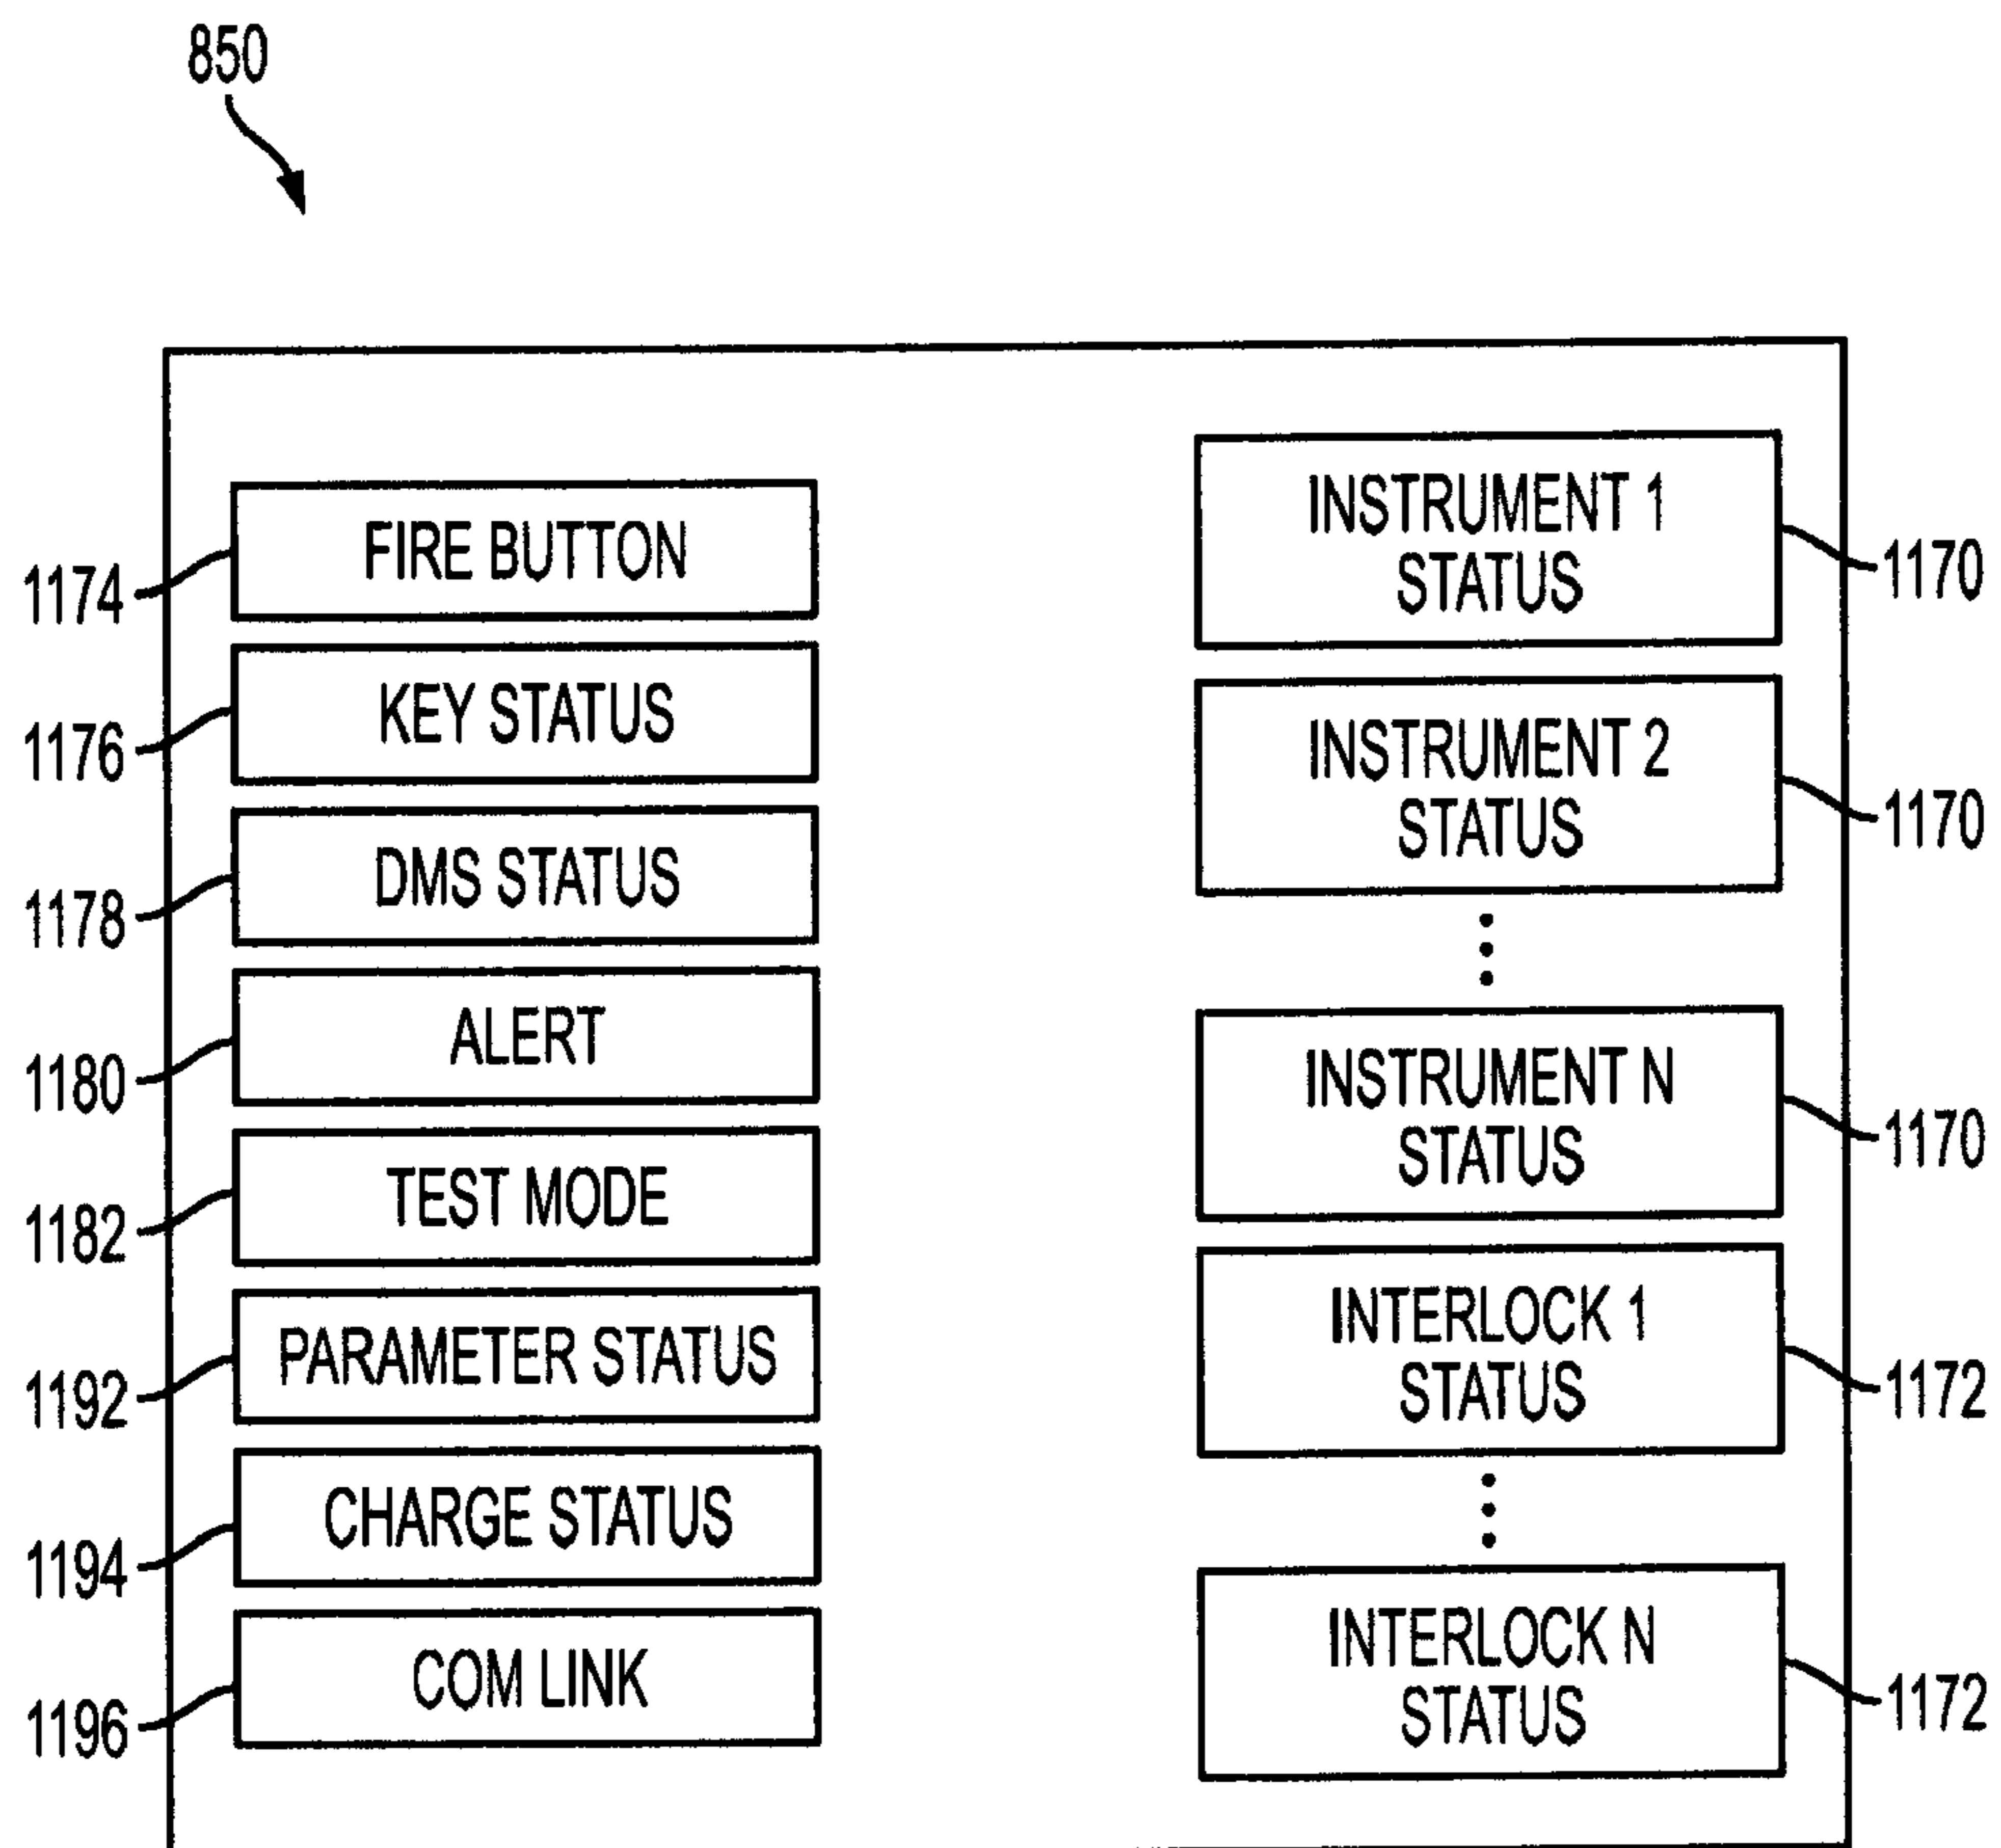 850
FIRE BUTTON
1174
KEY STATUS
1176
DMS STATUS
1178
ALERT
1180
TEST MODE
1182
PARAMETER STATUS
1192
CHARGE STATUS
1194
COM LINK
1196
INSTRUMENT 1
STATUS
1170
INSTRUMENT 2
STATUS
1170
INSTRUMENT N
STATUS
1170
INTERLOCK 1
STATUS
1172
INTERLOCK N
STATUS
1172